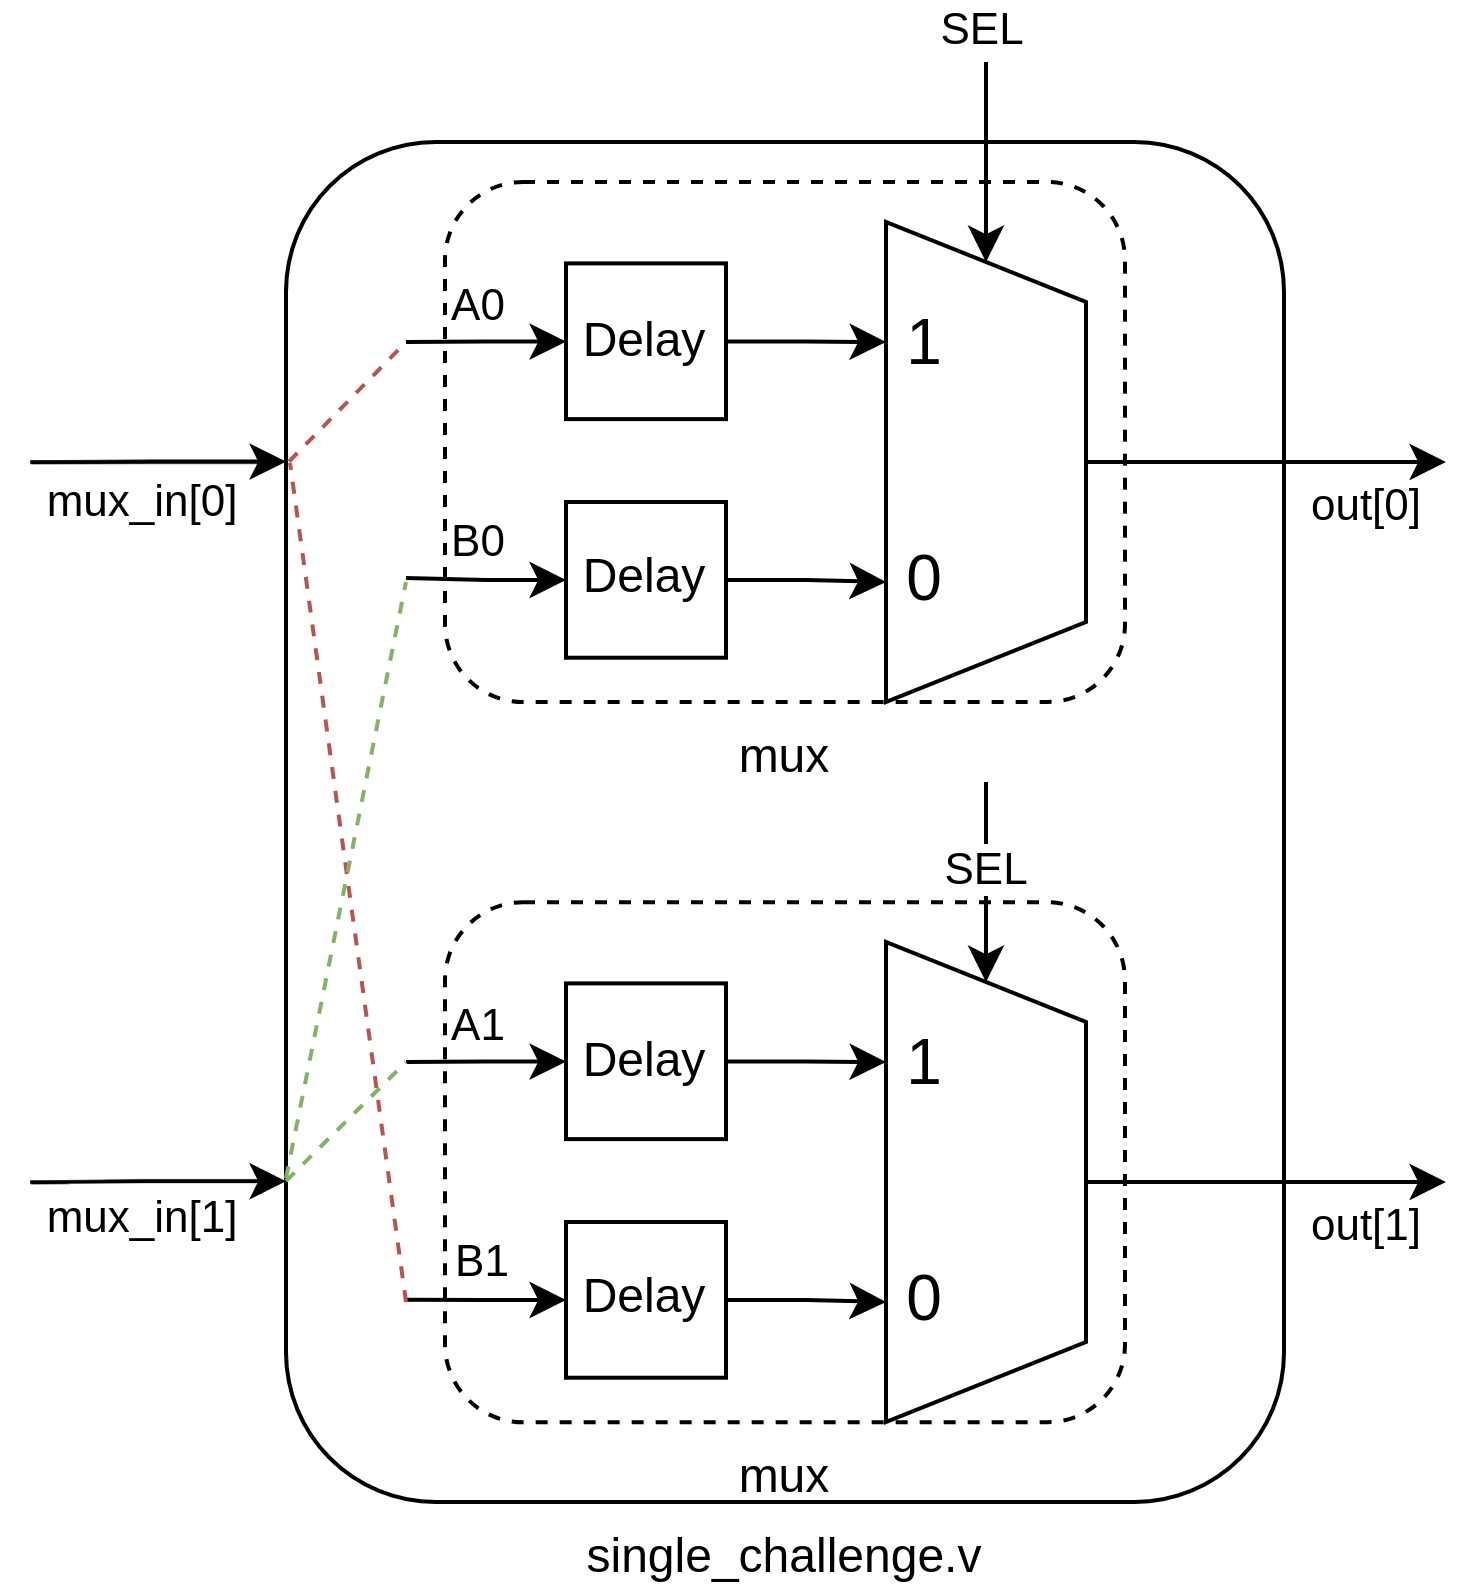 SEL
A0
Delay
1
mux_in[0]
out[0]
B0
Delay
0
mux
SEL
A1
Delay
1
mux_in[1]
out[1]
B1
Delay
0
mux
single_challenge.v